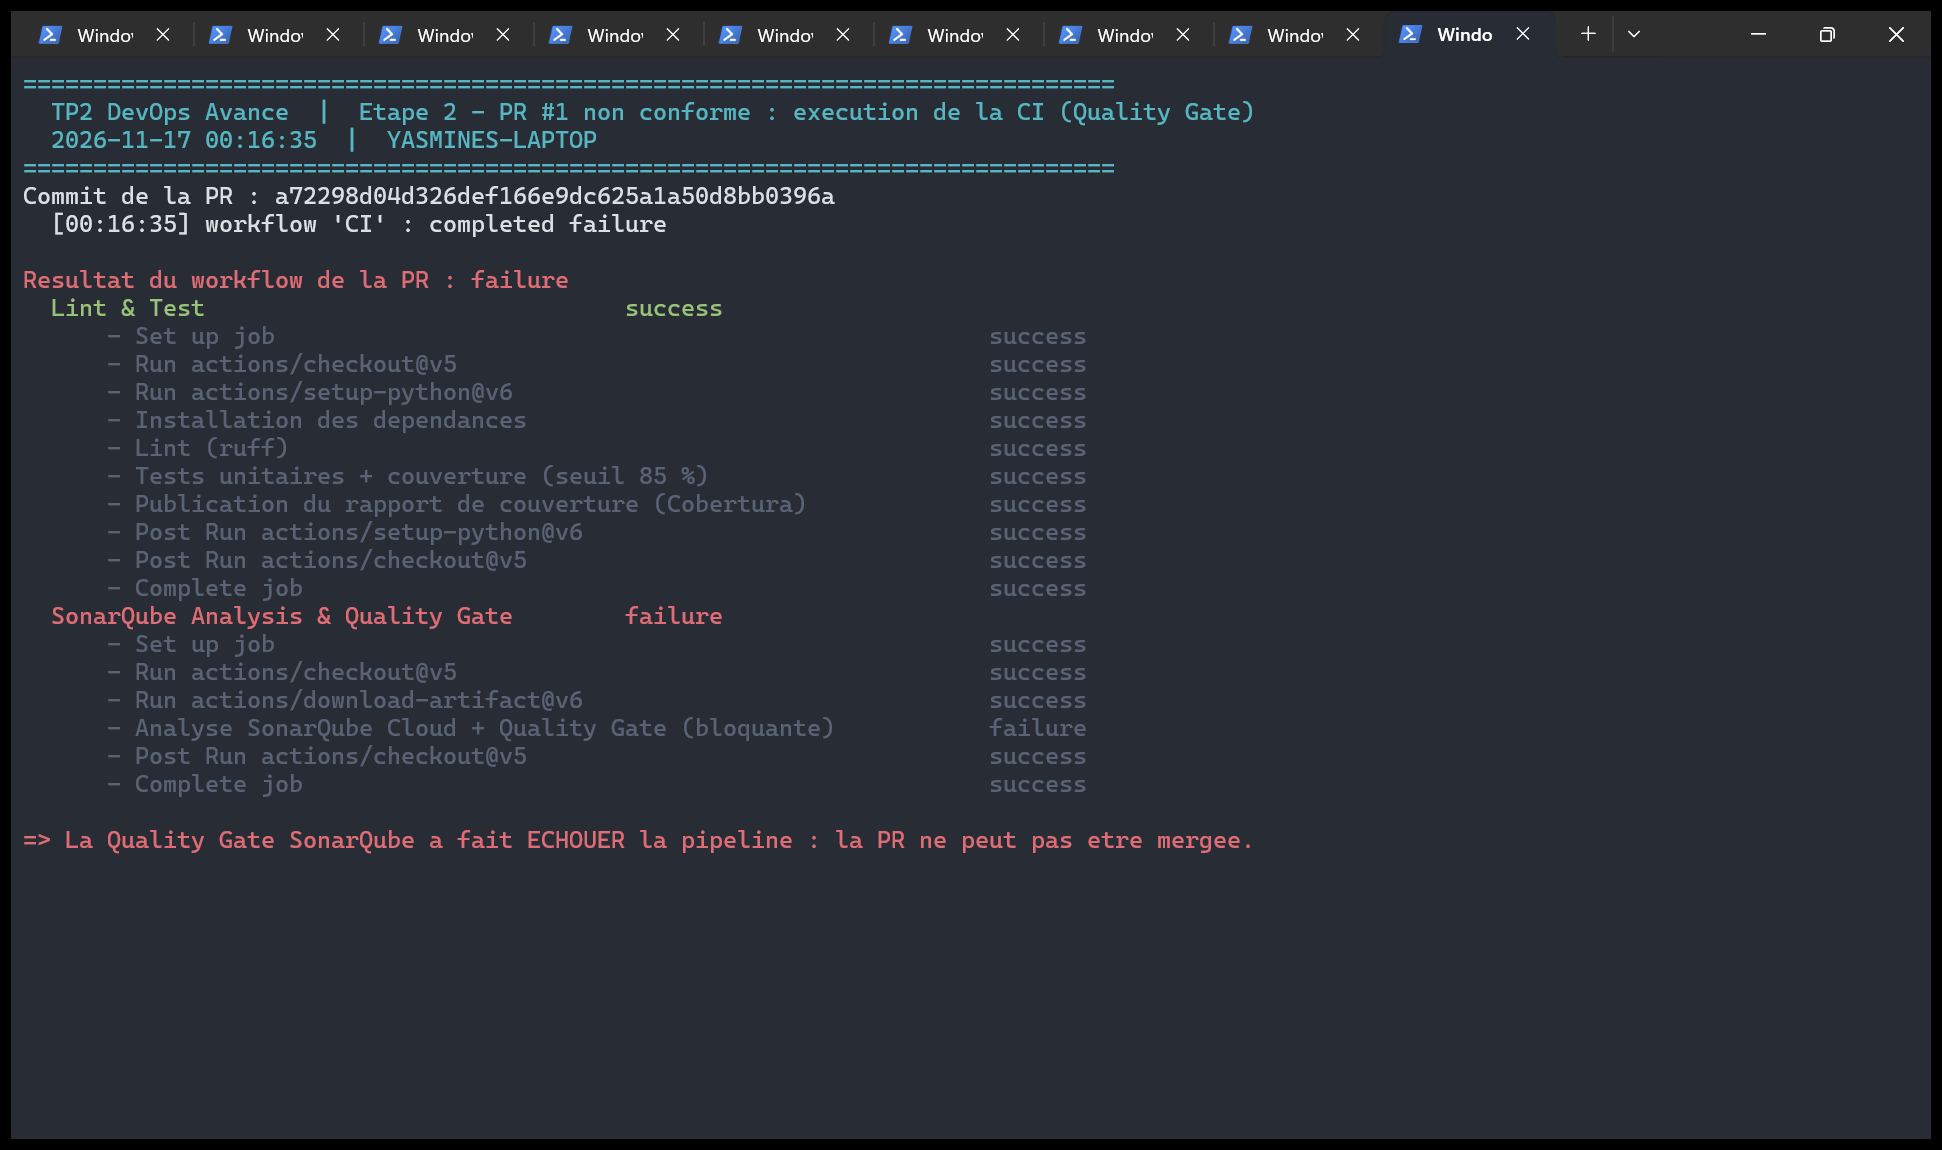 Windo Windo Windo Windo Windo Windo Windo Windo Windo
==============================================================================
TP2 DevOps Avance | Etape 2 - PR #1 non conforme : execution de la CI (Quality Gate)
2026-11-17 00:16:35 | YASMINES-LAPTOP
==============================================================================
Commit de la PR : a72298d04d326def166e9dc625a1a50d8bb0396a
[00:16:35] workflow 'CI' : completed failure
Resultat du workflow de la PR : failure
Lint & Test success
- Set up job success
- Run actions/checkout@v5 success
- Run actions/setup-python@v6 success
- Installation des dependances success
- Lint (ruff) success
- Tests unitaires + couverture (seuil 85 %) success
- Publication du rapport de couverture (Cobertura) success
- Post Run actions/setup-python@v6 success
- Post Run actions/checkout@v5 success
- Complete job success
SonarQube Analysis & Quality Gate failure
- Set up job success
- Run actions/checkout@v5 success
- Run actions/download-artifact@v6 success
- Analyse SonarQube Cloud + Quality Gate (bloquante) failure
- Post Run actions/checkout@v5 success
- Complete job success
=> La Quality Gate SonarQube a fait ECHOUER la pipeline : la PR ne peut pas etre mergee.